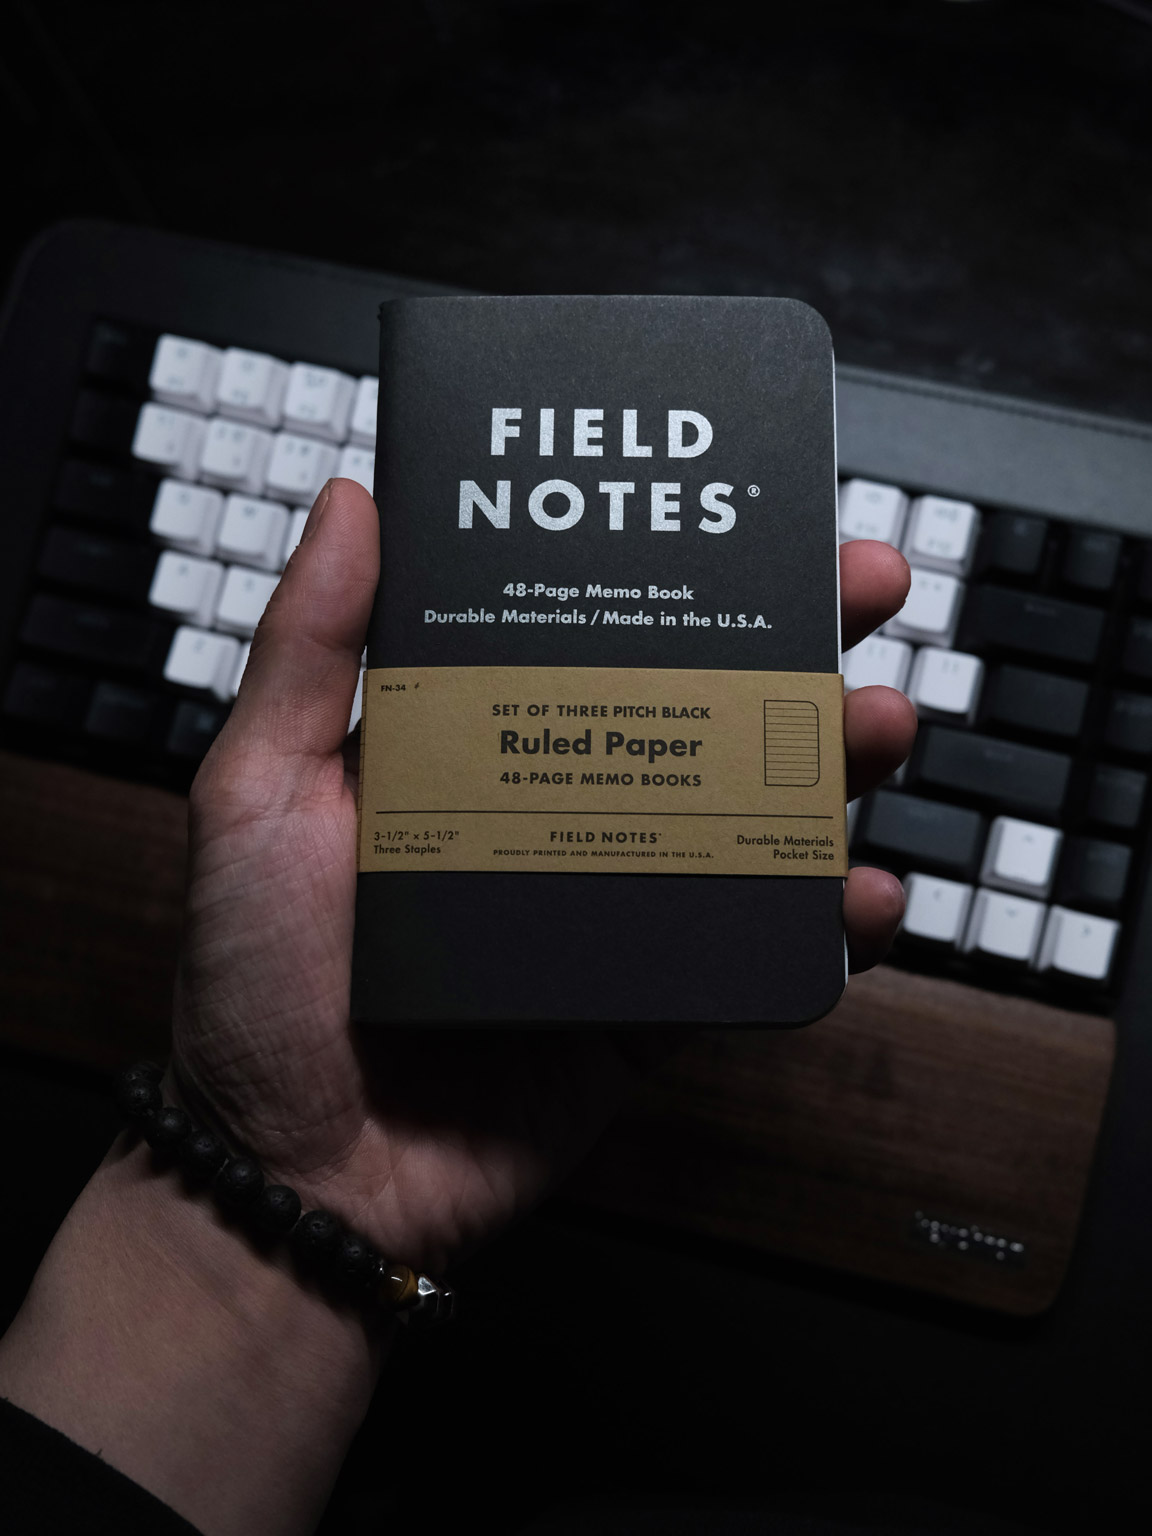 FIELD
NOTES®
48-Page Memo Book
Durable Materials / Made in the U.S.A.
FN-34
SET OF THREE PITCH BLACK
Ruled Paper
48-PAGE MEMO BOOKS
3-1/2" × 5-1/2"
Three Staples
FIELD NOTES
PROUDLY PRINTED AND MANUFACTURED IN THE U.S.A.
Durable Materials
Pocket Size